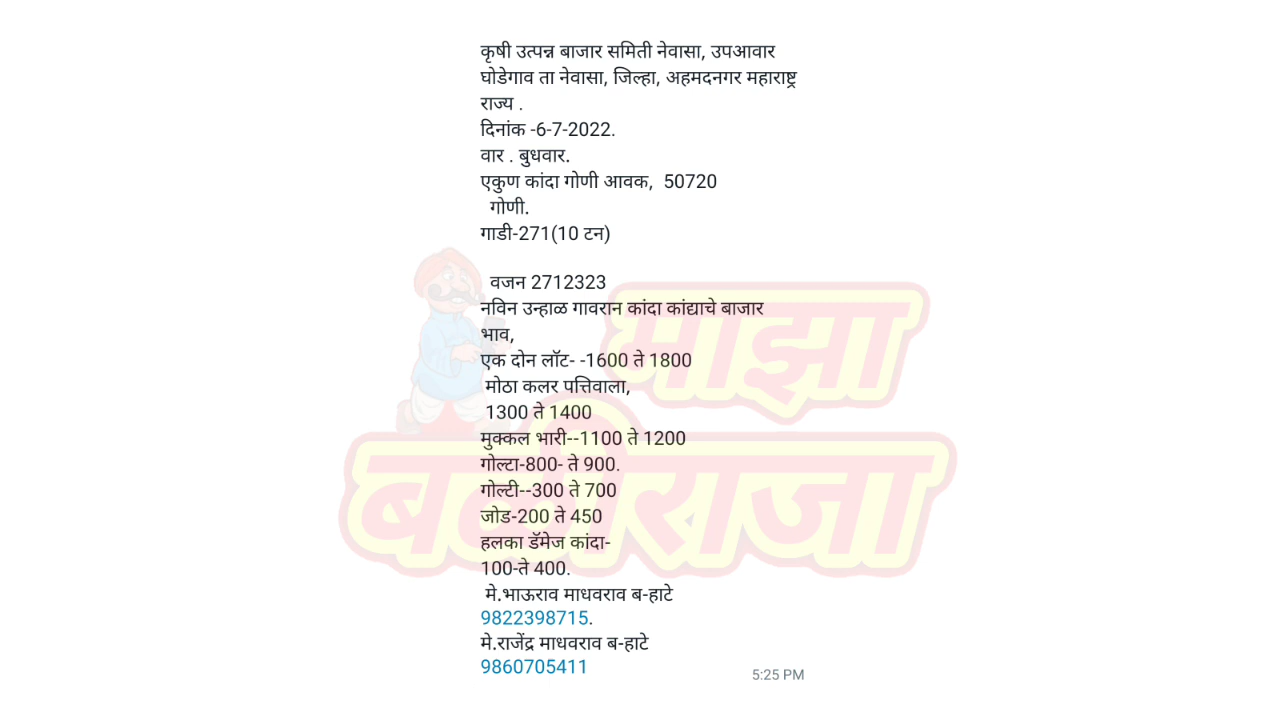 कृषी उत्पन्न बाजार समिती नेवासा, उपआवार
घोडेगाव ता नेवासा, जिल्हा, अहमदनगर महाराष्ट्र
राज्य .
दिनांक -6-7-2022.
वार . बुधवार.
एकुण कांदा गोणी आवक,  50720
गोणी.
गाडी-271(10 टन)
वजन 2712323
नविन उन्हाळ गावरान कांदा कांद्याचे बाजार
भाव,
एक दोन लॉट- -1600 ते 1800
मोठा कलर पत्तिवाला,
1300 ते 1400
मुक्कल भारी--1100 ते 1200
गोल्टा-800- ते 900.
गोल्टी--300 ते 700
जोड-200 ते 450
हलका डॅमेज कांदा-
100-ते 400.
मे.भाऊराव माधवराव ब-हाटे
9822398715.
मे.राजेंद्र माधवराव ब-हाटे
9860705411
5:25 PM
माझा
बळीराजा